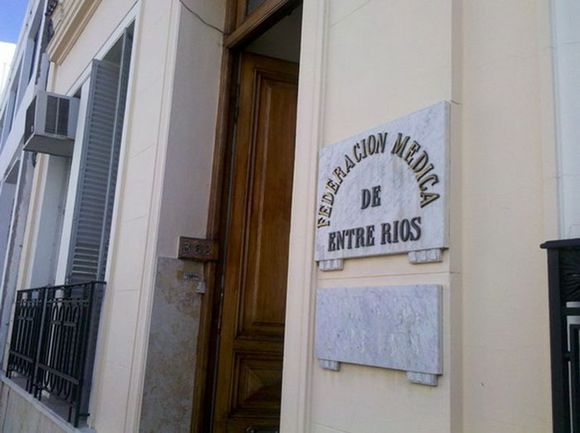 FEDERACION MEDICA
DE
ENTRE RIOS